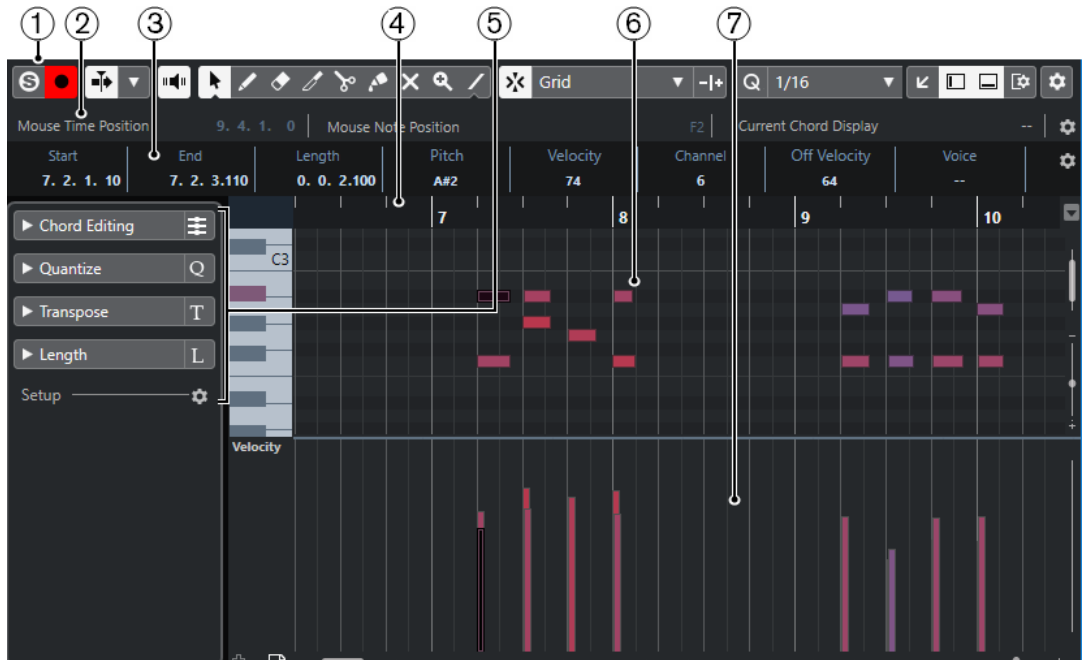 1 2 3 4 5 6 7
Grid Q 1/16
Mouse Time Position 9. 4. 1. 0 Mouse Note Position F2 Current Chord Display --
Start End Length Pitch Velocity Channel Off Velocity Voice
7. 2. 1. 10 7. 2. 3.110 0. 0. 2.100 A#2 74 6 64 --
7 8 9 10
Chord Editing
C3
Quantize Q
Transpose T
Length L
Setup
Velocity